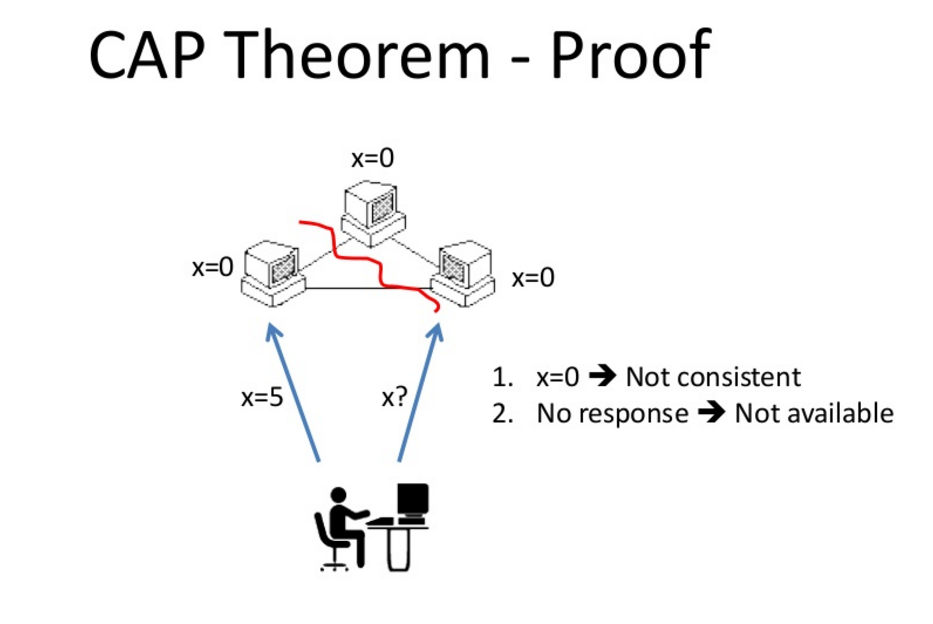 CAP Theorem - Proof
x=0
x=0
x=0
x=5
x?
1. x=0 ➔ Not consistent
2. No response ➔ Not available